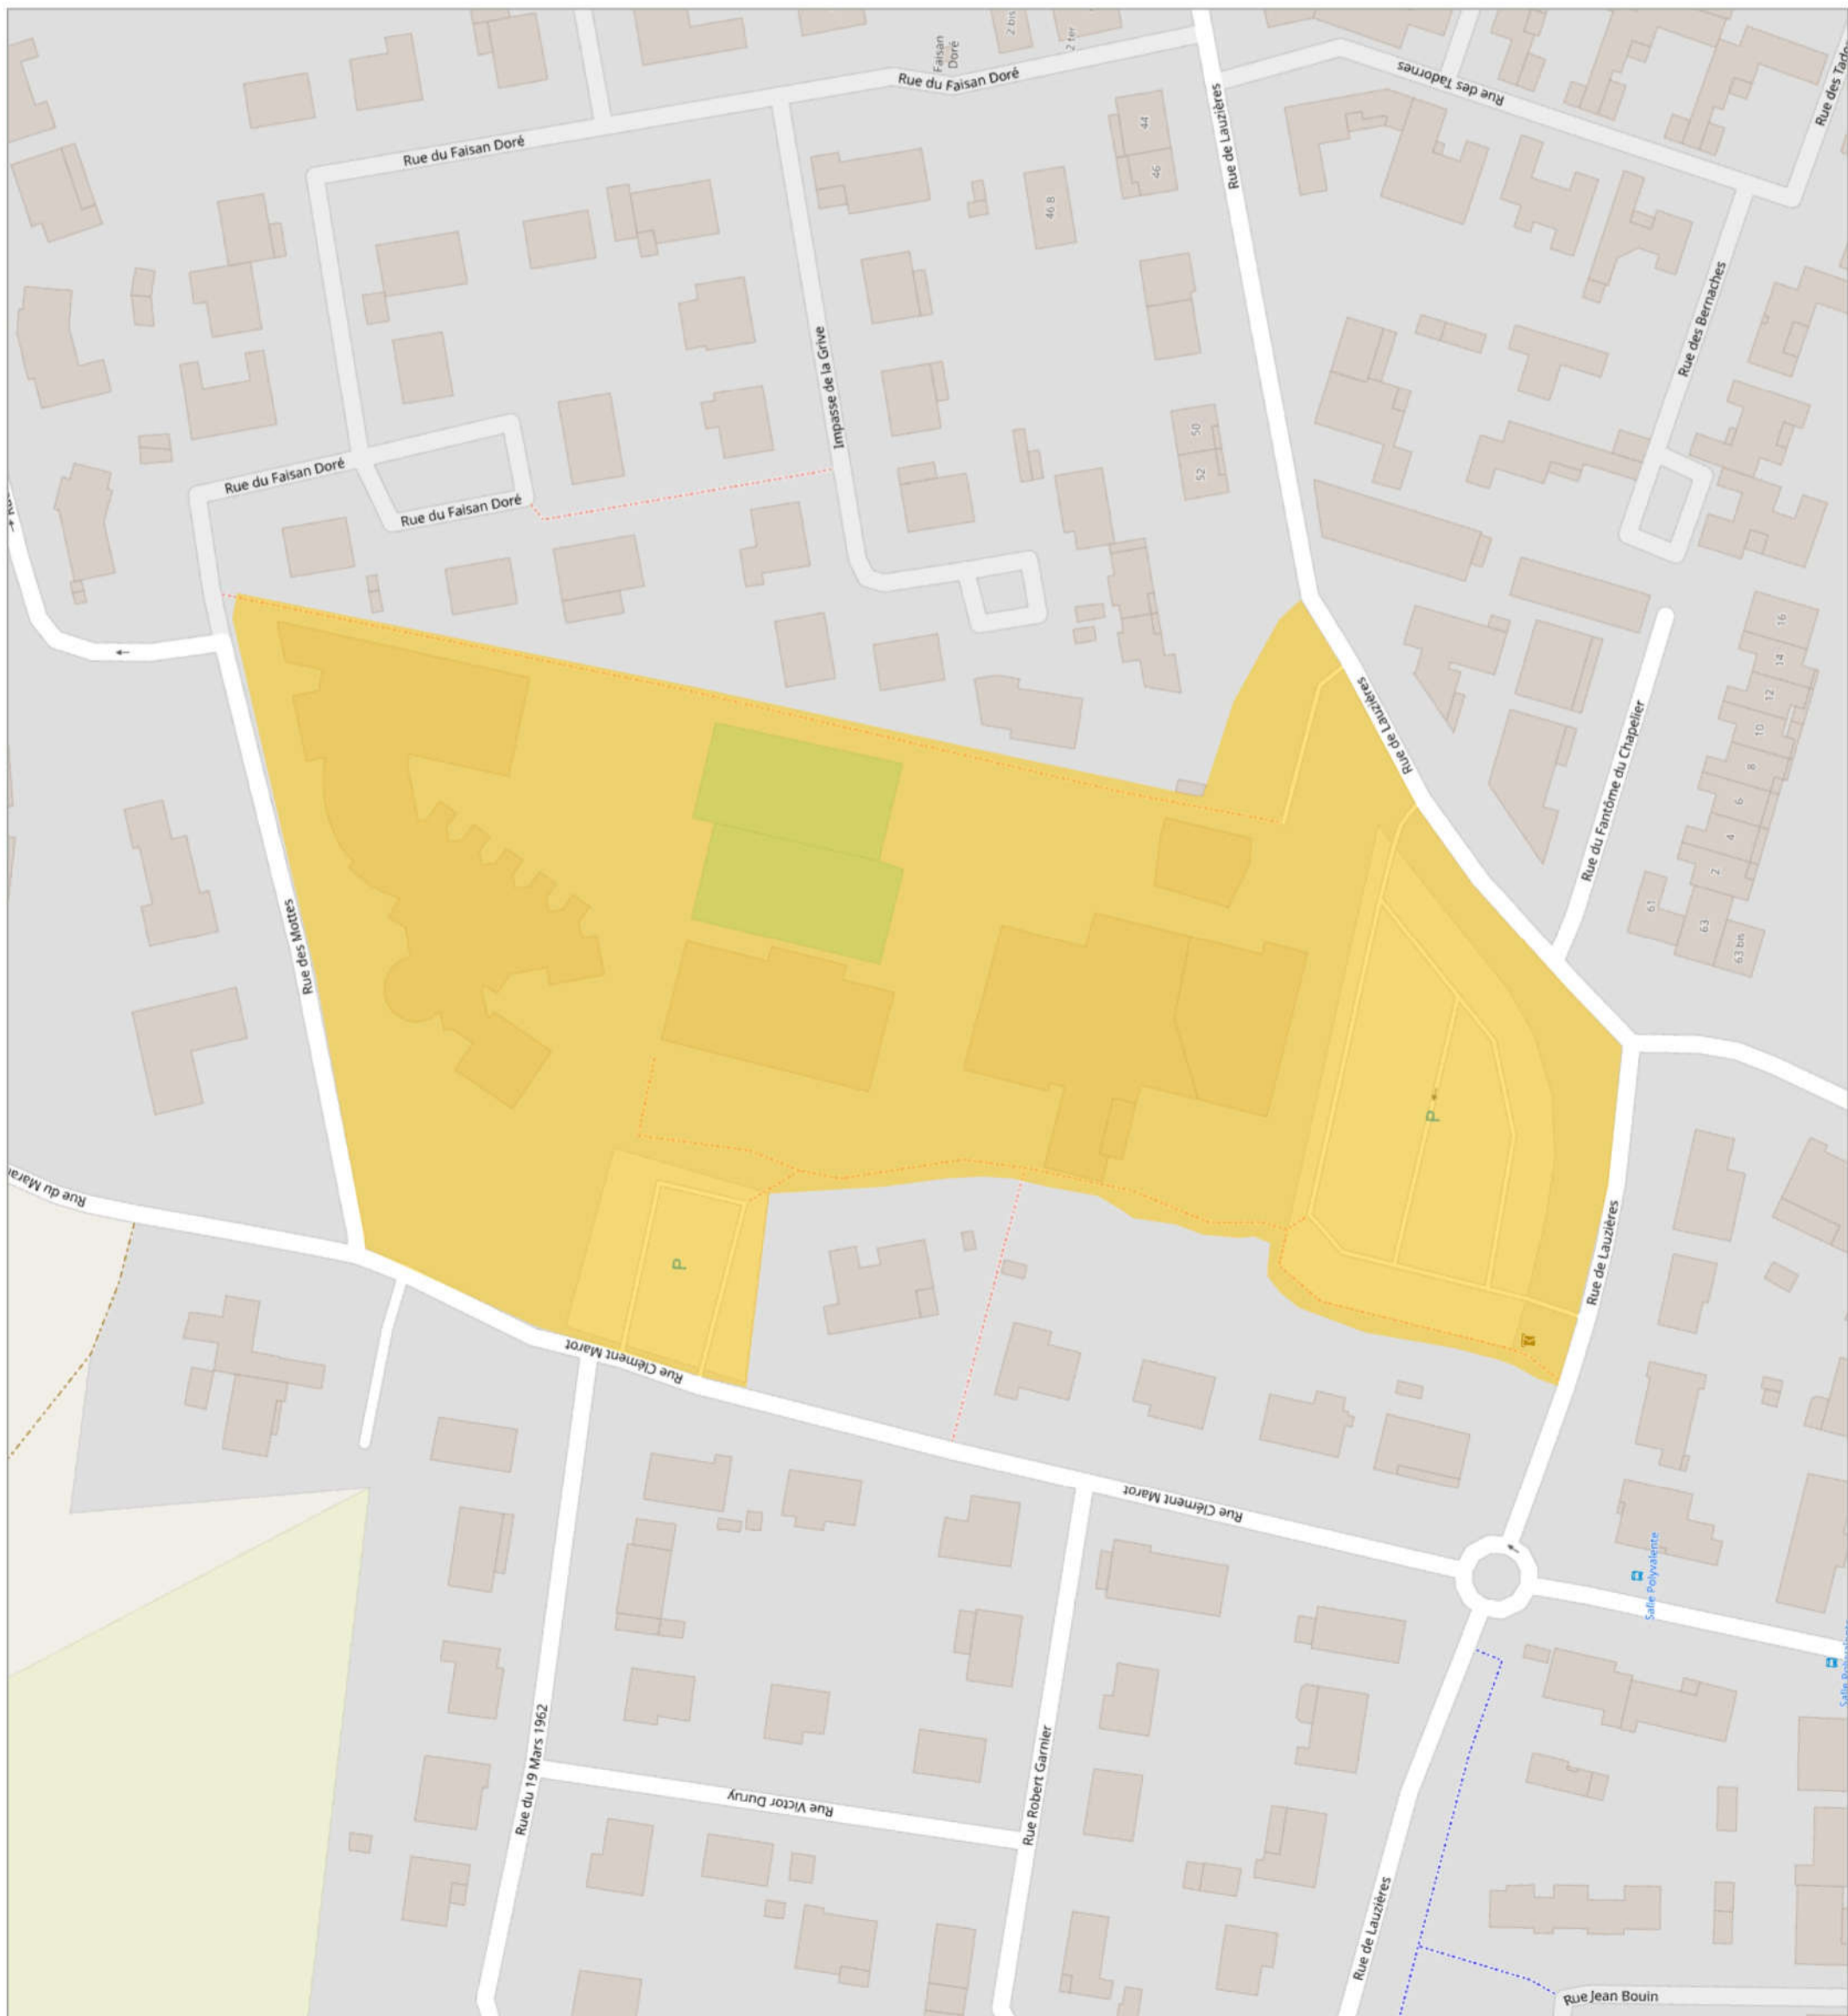 2 bis
2 ter
Faisan
Doré
Rue du Faisan Doré
Rue des Tadornes
Rue de Lauzières
44
46
Rue du Faisan Doré
46 B
Rue des Bernaches
Impasse de la Grive
50
52
Rue du Faisan Doré
Rue du Faisan Doré
16
14
12
10
8
6
4
2
61
63
63 bis
Rue de Lauzières
Rue du Fantôme du Chapelier
Rue des Mottes
P
Rue du Marai
Rue de Lauzières
P
Rue Clément Marot
Rue Clément Marot
Salle Polyvalente
Rue du 19 Mars 1962
Rue Victor Duruy
Rue Robert Garnier
Rue de Lauzières
Rue Jean Bouin